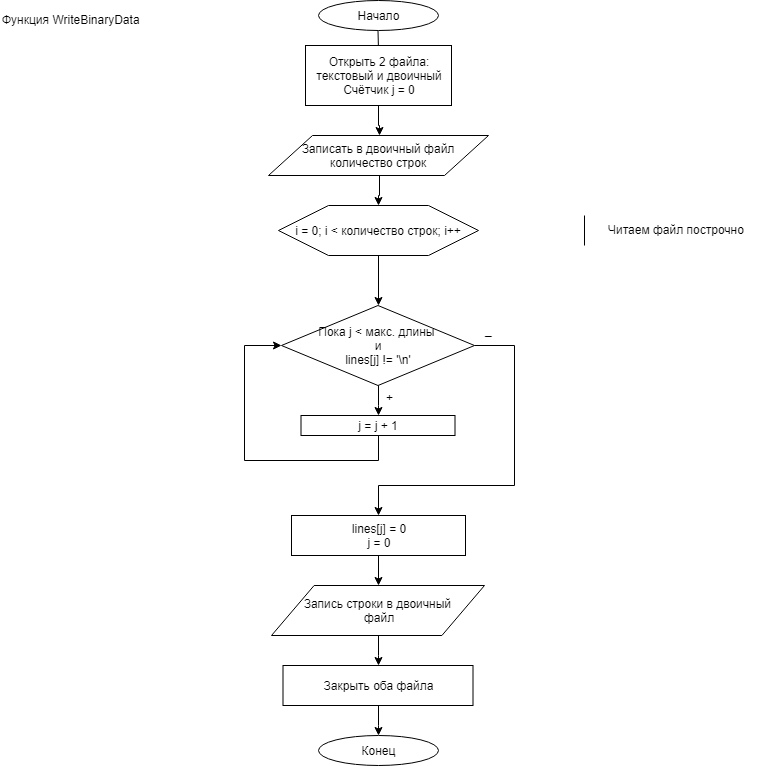 Функция WriteBinaryData
Начало
Открыть 2 файла:
текстовый и двоичный
Счётчик j = 0
Записать в двоичный файл
количество строк
i = 0; i < количество строк; i++
Читаем файл построчно
Пока j < макс. длины
и
lines[j] != '\n'
–
+
j = j + 1
lines[j] = 0
j = 0
Запись строки в двоичный
файл
Закрыть оба файла
Конец